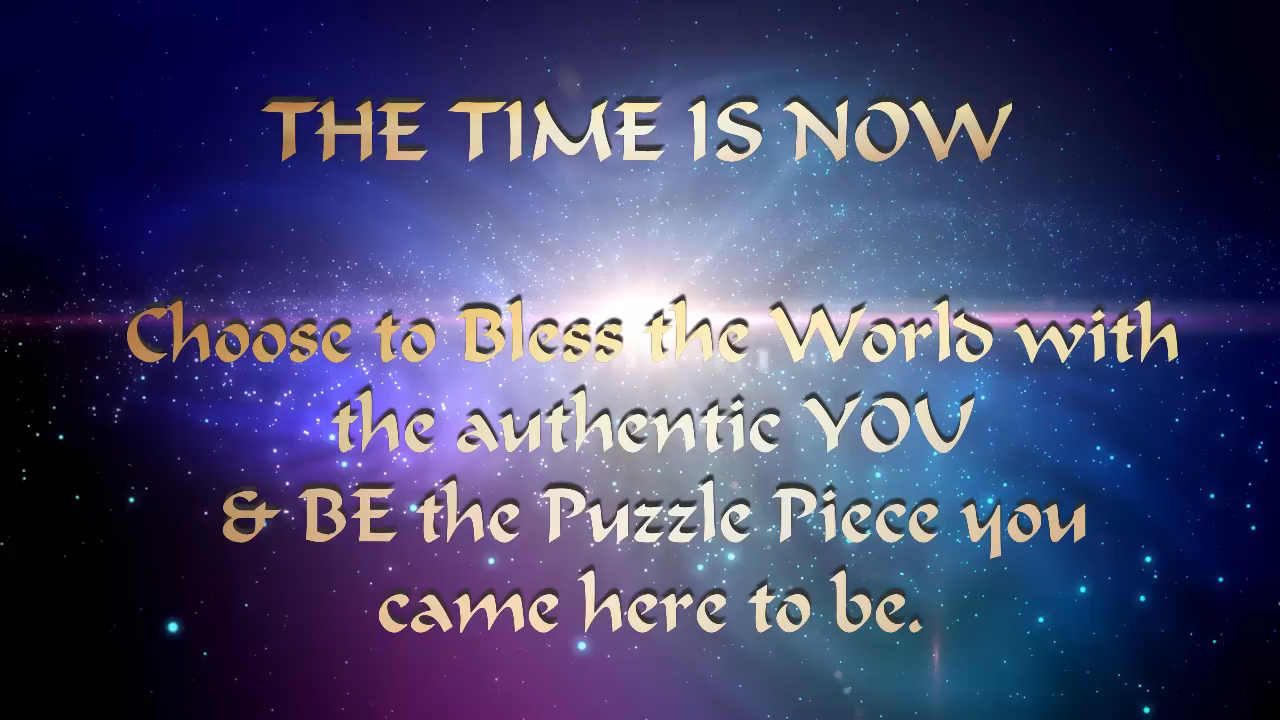 THE TIME IS NOW
Choose to Bless the World with
the authentic YOU
& BE the Puzzle Piece you
came here to be.